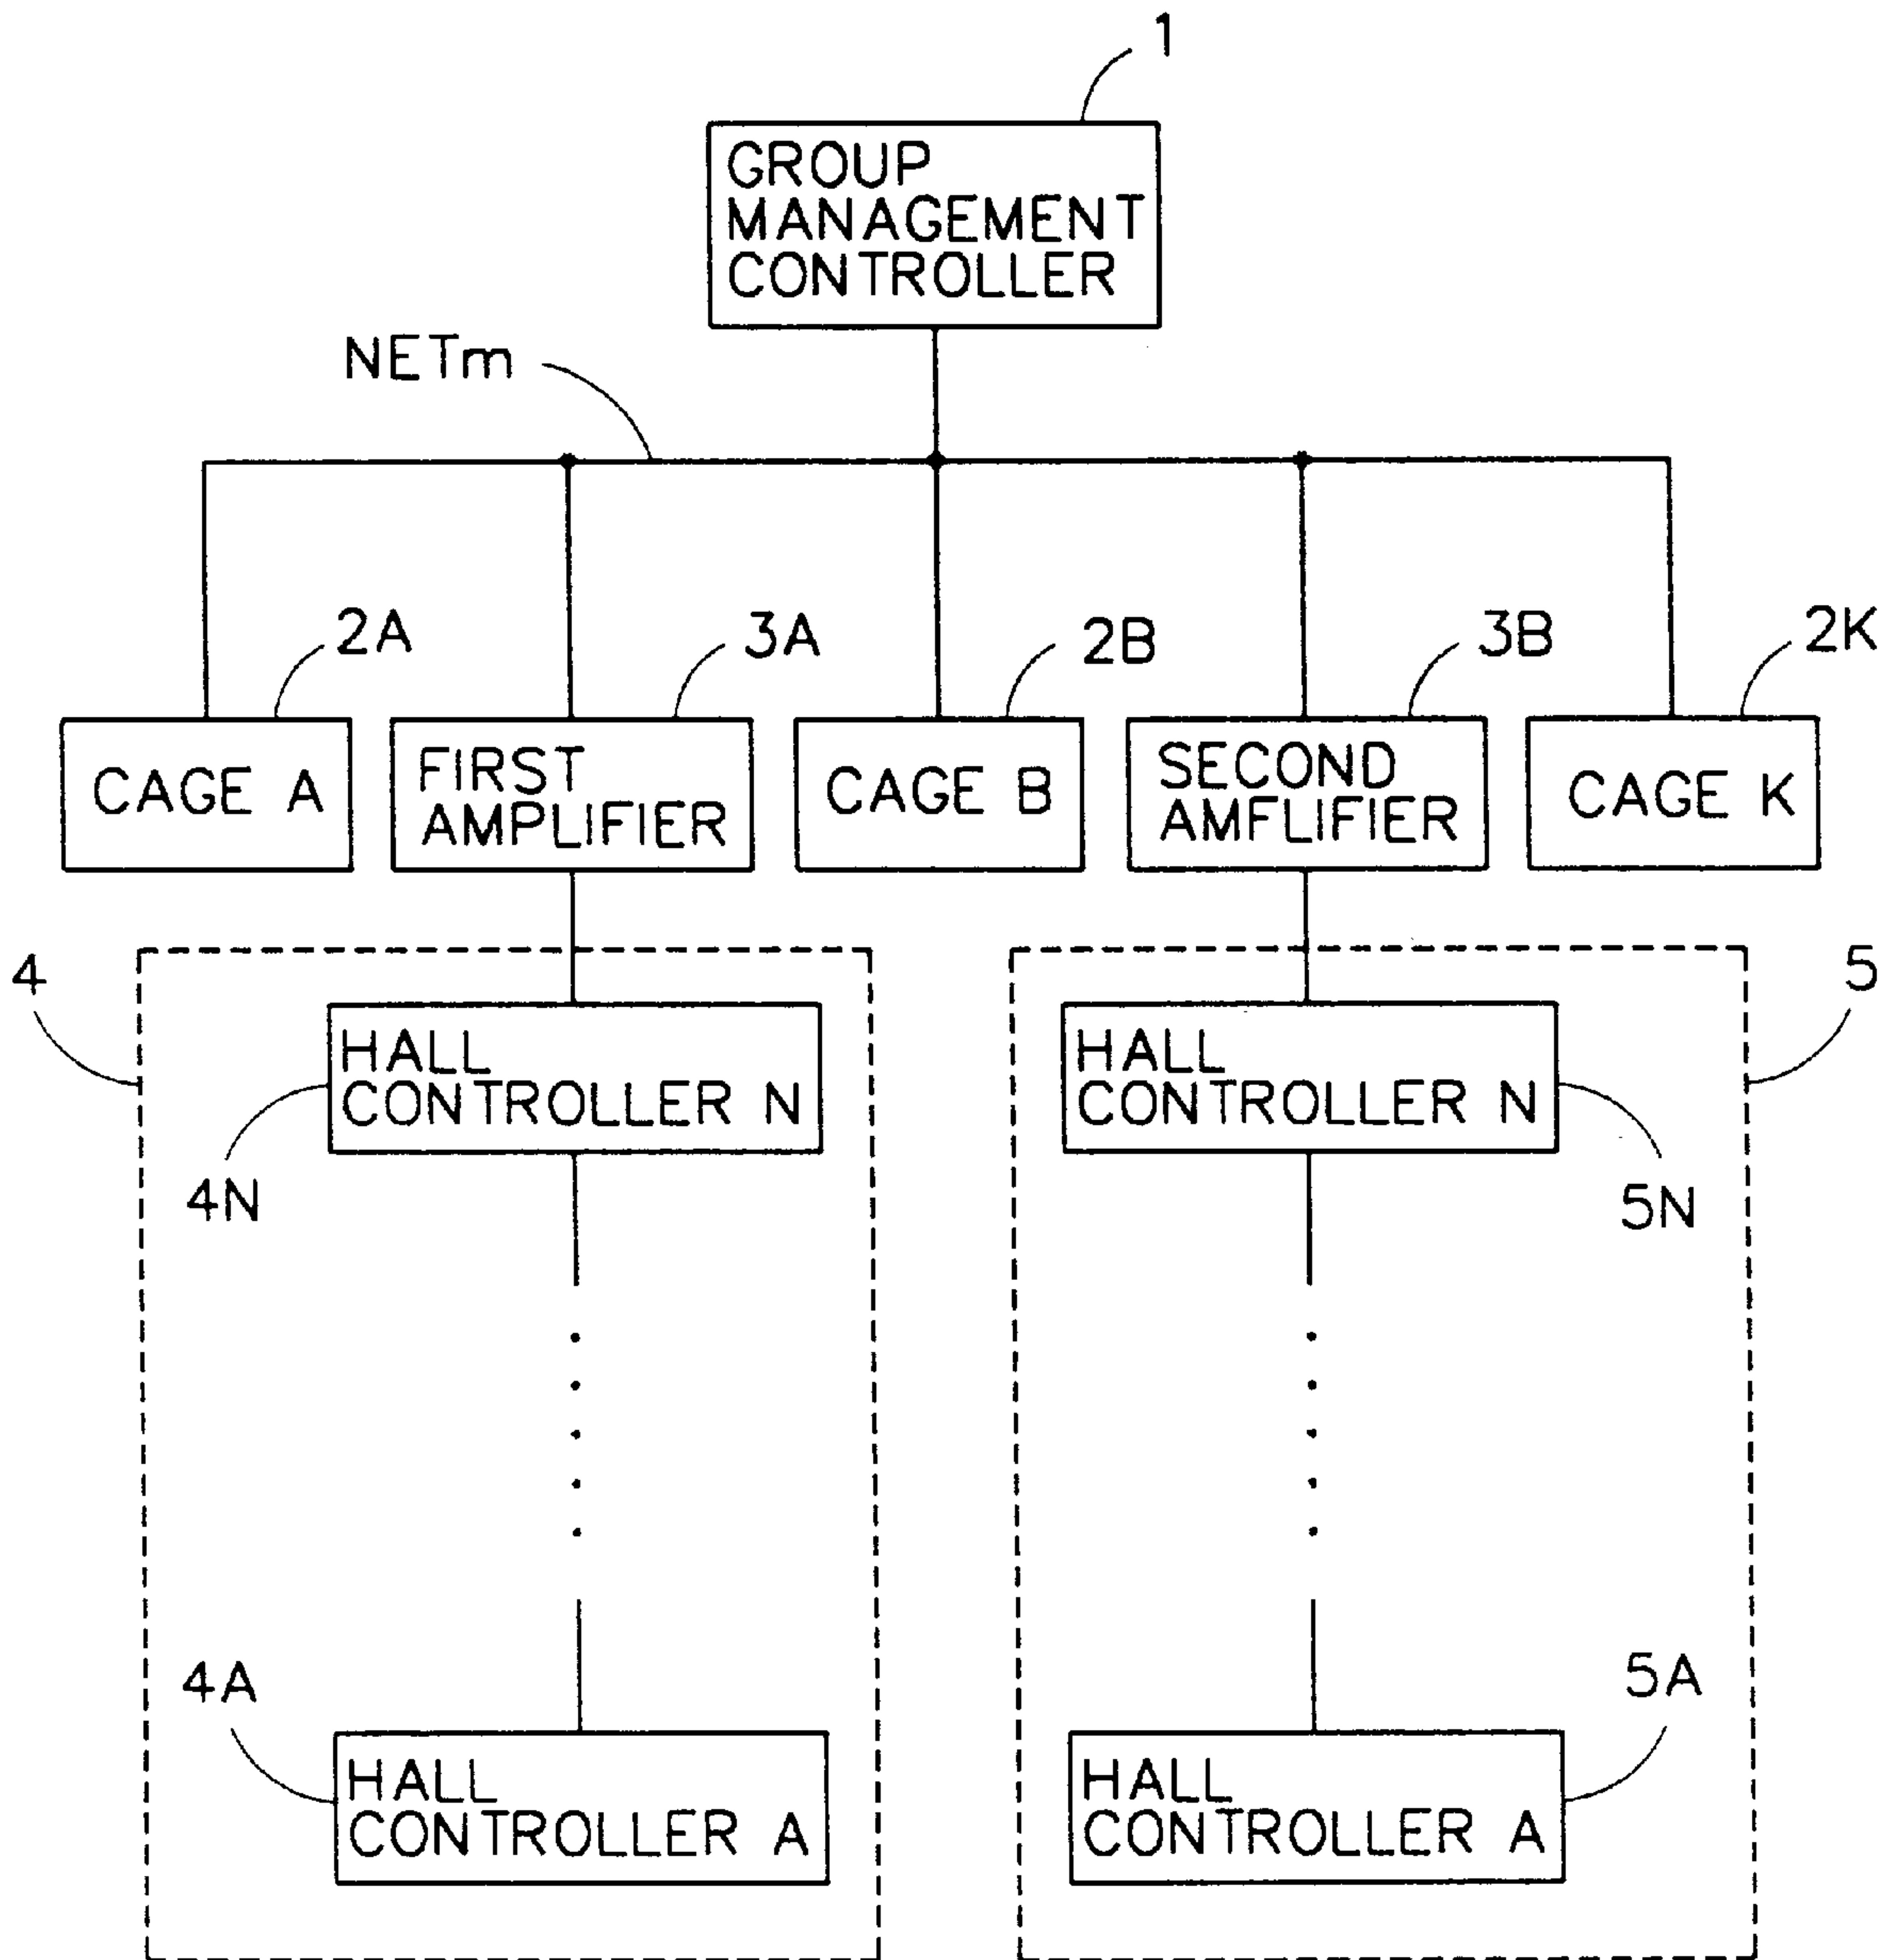 1
GROUP
MANAGEMENT
CONTROLLER
NETm
2A
3A
2B
3B
2K
CAGE A
FIRST
AMPLIFIER
CAGE B
SECOND
AMFLIFIER
CAGE K
4
5
HALL
CONTROLLER N
HALL
CONTROLLER N
4N
5N
4A
5A
HALL
CONTROLLER A
HALL
CONTROLLER A